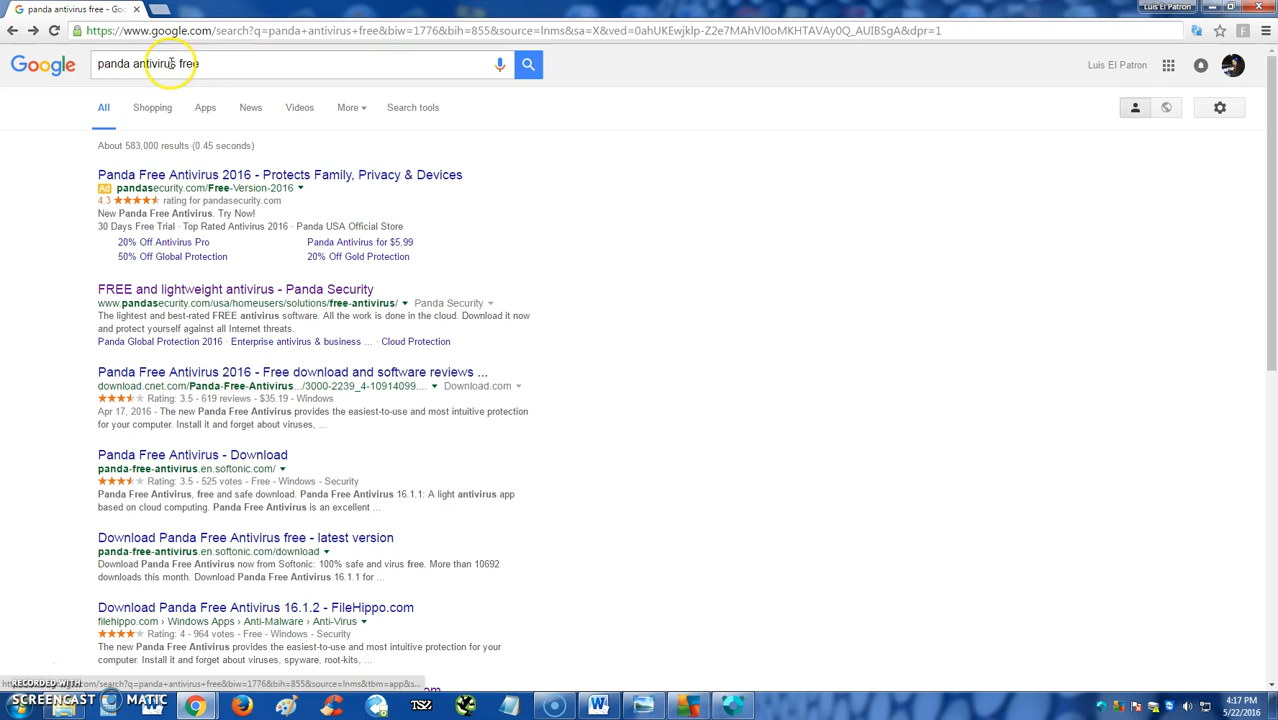 panda antivirus free - Goo
Luis El Patron
https://www.google.com/search?q=panda+antivirus+free&biw=1776&bih=855&source=lnms&sa=X&ved=0ahUKEwjklp-Z2e7MAhVl0oMKHTAVAy0Q_AUIBSgA&dpr=1
Google panda antivirus free Luis El Patron
All Shopping Apps News Videos More Search tools
About 583,000 results (0.45 seconds)
Panda Free Antivirus 2016 - Protects Family, Privacy & Devices
Ad pandasecurity.com/Free-Version-2016
4.3 rating for pandasecurity.com
New Panda Free Antivirus. Try Now!
30 Days Free Trial · Top Rated Antivirus 2016 · Panda USA Official Store
20% Off Antivirus Pro Panda Antivirus for $5,99
50% Off Global Protection 20% Off Gold Protection
FREE and lightweight antivirus - Panda Security
www.pandasecurity.com/usa/homeusers/solutions/free-antivirus/ Panda Security
The lightest and best-rated FREE antivirus software. All the work is done in the cloud. Download it now
and protect yourself against all Internet threats.
Panda Global Protection 2016 · Enterprise antivirus & business ... · Cloud Protection
Panda Free Antivirus 2016 - Free download and software reviews ...
download.cnet.com/Panda-Free-Antivirus.../3000-2239_4-10914099.... Download.com
Rating: 3.5 - 619 reviews - $35.19 - Windows
Apr 17, 2016 - The new Panda Free Antivirus provides the easiest-to-use and most intuitive protection
for your computer. Install it and forget about viruses, ...
Panda Free Antivirus - Download
panda-free-antivirus.en.softonic.com/
Rating: 3.5 - 525 votes - Free - Windows - Security
Panda Free Antivirus, free and safe download. Panda Free Antivirus 16.1.1: A light antivirus app
based on cloud computing. Panda Free Antivirus is an excellent ...
Download Panda Free Antivirus free - latest version
panda-free-antivirus.en.softonic.com/download
Download Panda Free Antivirus now from Softonic: 100% safe and virus free. More than 10692
downloads this month. Download Panda Free Antivirus 16.1.1 for ...
Download Panda Free Antivirus 16.1.2 - FileHippo.com
filehippo.com › Windows Apps › Anti-Malware › Anti-Virus
Rating: 4 - 964 votes - Free - Windows - Security
The new Panda Free Antivirus provides the easiest-to-use and most intuitive protection for your
computer. Install it and forget about viruses, spyware, root-kits, ...
RECORDED WITH
SCREENCAST MATIC
TSZ
4:17 PM
5/22/2016